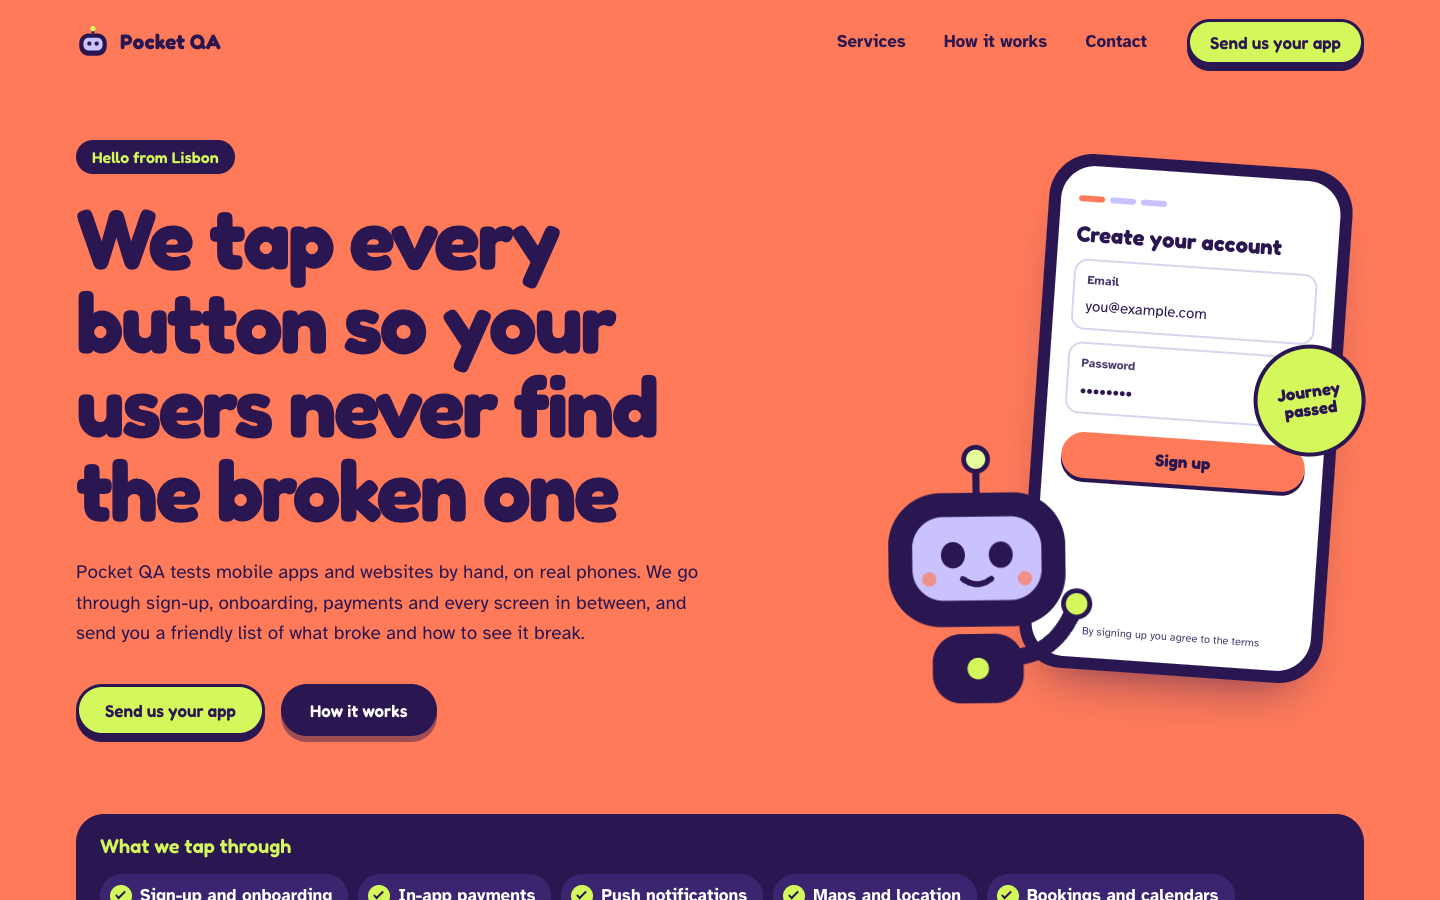 Pocket QA
Services
How it works
Contact
Send us your app
Hello from Lisbon
We tap every
button so your
users never find
the broken one
Pocket QA tests mobile apps and websites by hand, on real phones. We go
through sign-up, onboarding, payments and every screen in between, and
send you a friendly list of what broke and how to see it break.
Send us your app
How it works
Create your account
Email
you@example.com
Password
••••••••
Journey
passed
Sign up
By signing up you agree to the terms
What we tap through
Sign-up and onboarding
In-app payments
Push notifications
Maps and location
Bookings and calendars